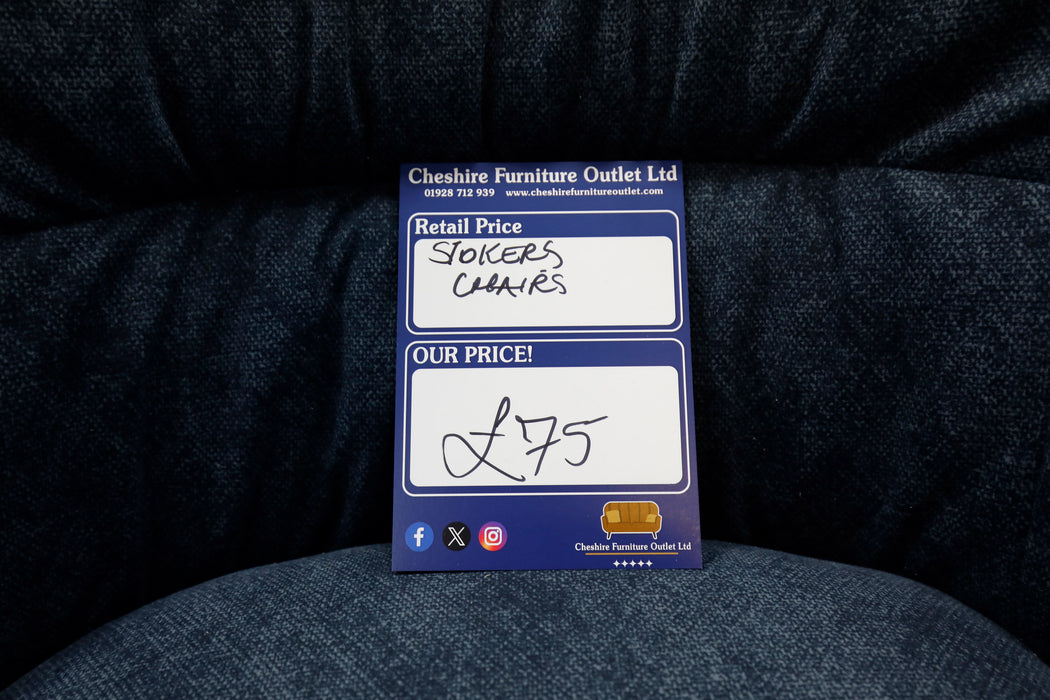 Cheshire Furniture Outlet Ltd
01928 712 939 www.cheshirefurnitureoutlet.com
Retail Price
STOKERS
CHAIRS
OUR PRICE!
£75
Cheshire Furniture Outlet Ltd